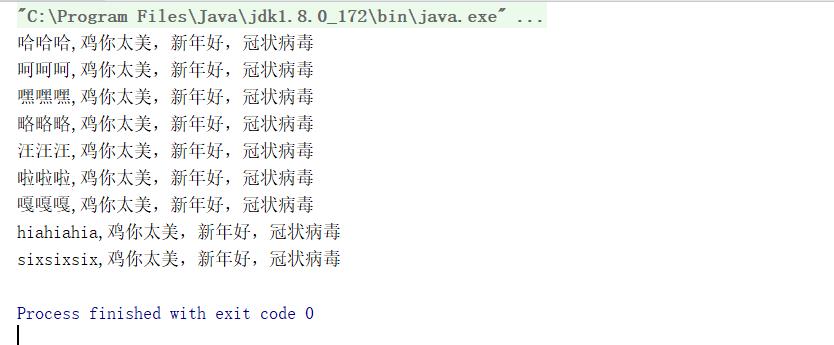 "C:\Program Files\Java\jdk1.8.0_172\bin\java.exe" ...
哈哈哈,鸡你太美，新年好，冠状病毒
呵呵呵,鸡你太美，新年好，冠状病毒
嘿嘿嘿,鸡你太美，新年好，冠状病毒
略略略,鸡你太美，新年好，冠状病毒
汪汪汪,鸡你太美，新年好，冠状病毒
啦啦啦,鸡你太美，新年好，冠状病毒
嘎嘎嘎,鸡你太美，新年好，冠状病毒
hiahiahia,鸡你太美，新年好，冠状病毒
sixsixsix,鸡你太美，新年好，冠状病毒
Process finished with exit code 0